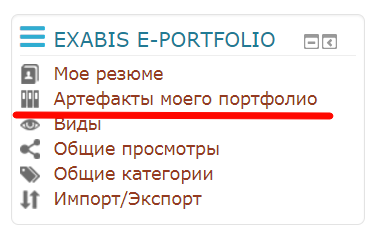 EXABIS E-PORTFOLIO
Мое резюме
Артефакты моего портфолио
Виды
Общие просмотры
Общие категории
Импорт/Экспорт